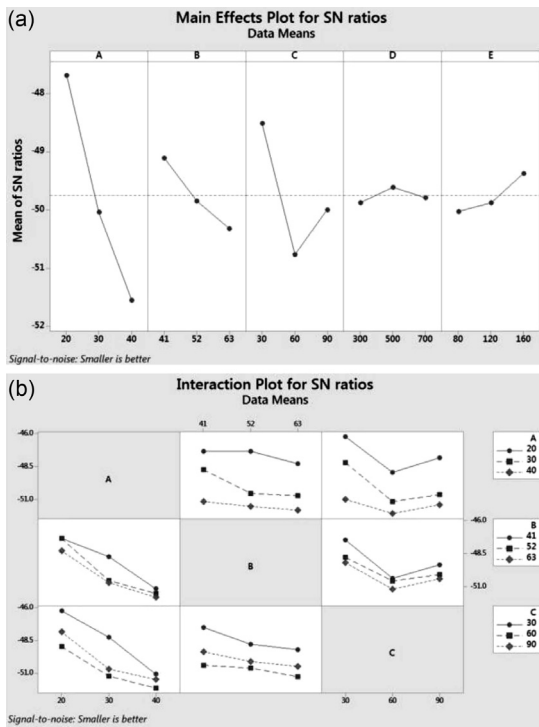 (a)
Main Effects Plot for SN ratios
Data Means
A B C D E
Mean of SN ratios
-48
-49
-50
-51
-52
20 30 40 41 52 63 30 60 90 300 500 700 80 120 160
Signal-to-noise: Smaller is better
(b)
Interaction Plot for SN ratios
Data Means
41 52 63
-46.0
-48.5
-51.0
A
A
20
30
40
B
-46.0
-48.5
-51.0
B
41
52
63
-46.0
-48.5
-51.0
C
C
30
60
90
20 30 40
30 60 90
Signal-to-noise: Smaller is better